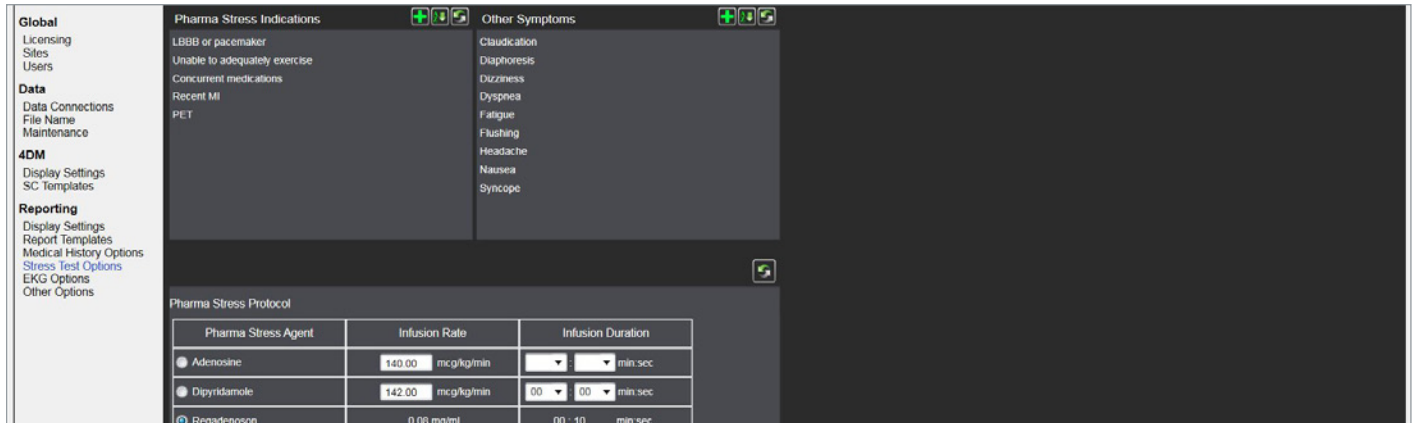 Global
Licensing
Sites
Users
Data
Data Connections
File Name
Maintenance
4DM
Display Settings
SC Templates
Reporting
Display Settings
Report Templates
Medical History Options
Stress Test Options
EKG Options
Other Options
Pharma Stress Indications
LBBB or pacemaker
Unable to adequately exercise
Concurrent medications
Recent MI
PET
Other Symptoms
Claudication
Diaphoresis
Dizziness
Dyspnea
Fatigue
Flushing
Headache
Nausea
Syncope
Pharma Stress Protocol
Pharma Stress Agent Infusion Rate Infusion Duration
Adenosine 140.00 mcg/kg/min : min:sec
Dipyridamole 142.00 mcg/kg/min 00 : 00 min:sec
Regadenoson 0.08 mg/ml 00 : 10 min:sec